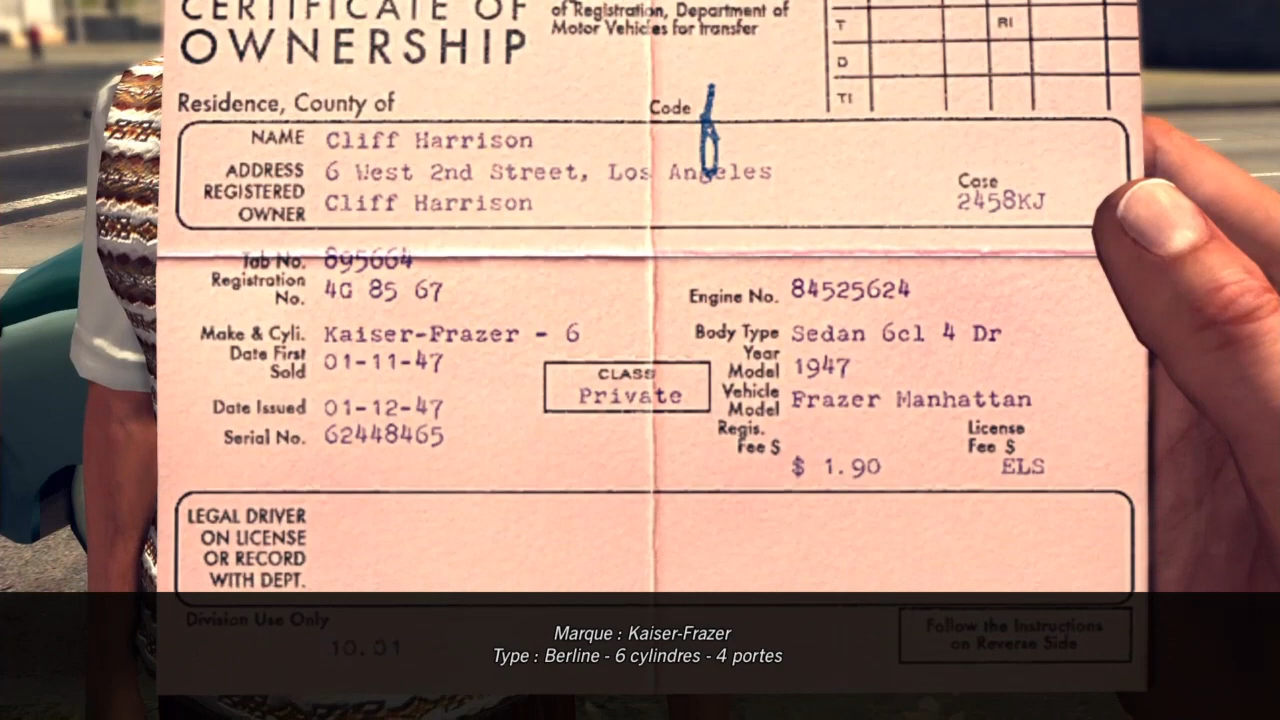 CERTIFICATE OF
OWNERSHIP
of Registration, Department of
Motor Vehicles for Transfer
T
RI
D
TI
Residence, County of
Code
NAME Cliff Harrison
ADDRESS 6 West 2nd Street, Los Angeles
REGISTERED
OWNER Cliff Harrison
Case
2458KJ
Tab No. 895664
Registration
No. 4G 85 67
Engine No. 84525624
Make & Cyli. Kaiser-Frazer - 6
Date First
Sold 01-11-47
Date Issued 01-12-47
Serial No. 62448465
CLASS
Private
Body Type Sedan 6cl 4 Dr
Year
Model 1947
Vehicle
Model Frazer Manhattan
Regis.
Fee $
$ 1.90
License
Fee $
ELS
LEGAL DRIVER
ON LICENSE
OR RECORD
WITH DEPT.
Division Use Only
10.01
Follow the Instructions
on Reverse Side
Marque : Kaiser-Frazer
Type : Berline - 6 cylindres - 4 portes